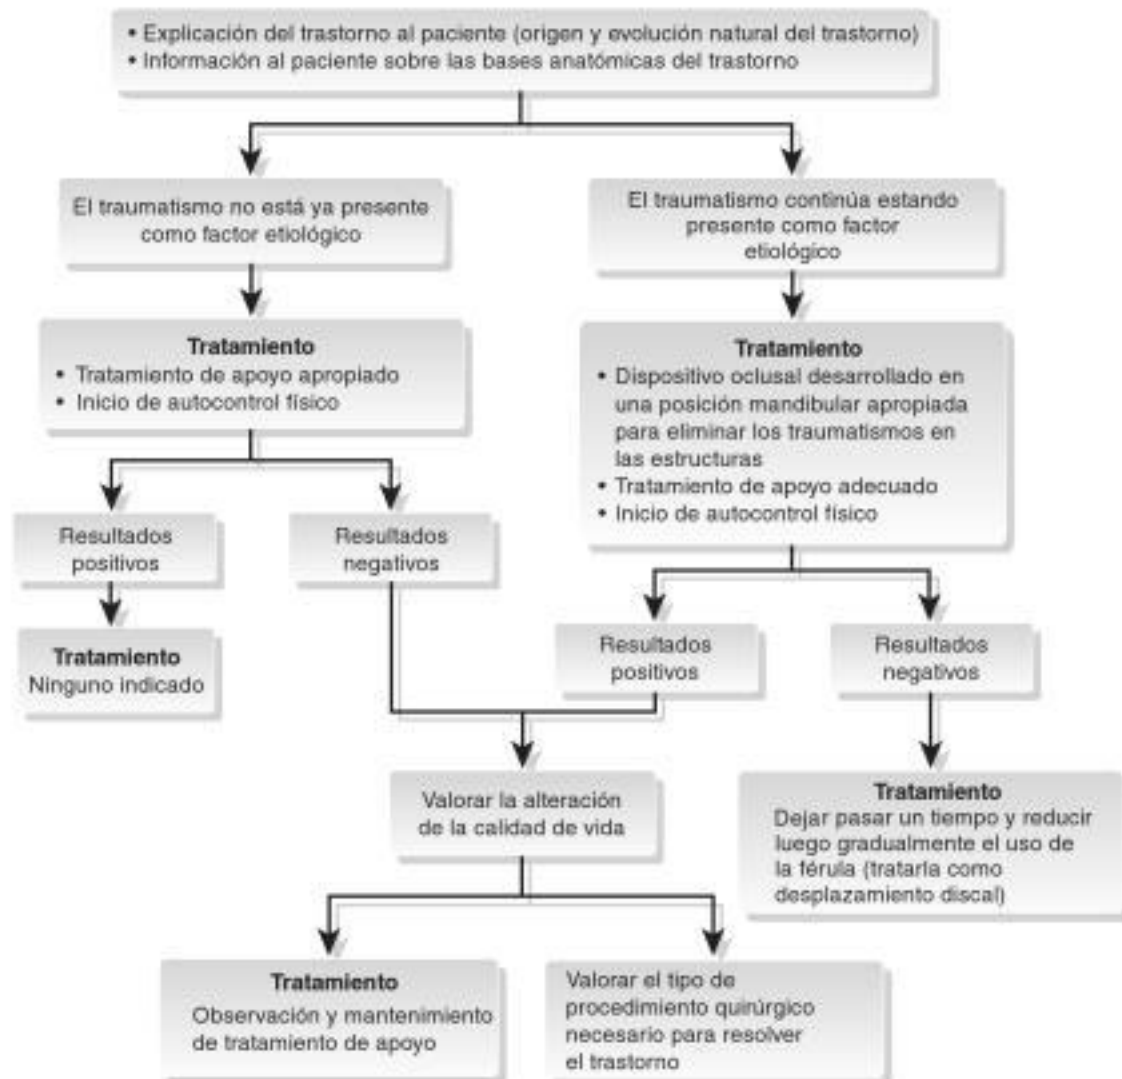 • Explicación del trastorno al paciente (origen y evolución natural del trastorno)
• Información al paciente sobre las bases anatómicas del trastorno
El traumatismo no está ya presente
como factor etiológico
El traumatismo continúa estando
presente como factor
etiológico
Tratamiento
• Tratamiento de apoyo apropiado
• Inicio de autocontrol físico
Tratamiento
• Dispositivo oclusal desarrollado en
una posición mandibular apropiada
para eliminar los traumatismos en
las estructuras
• Tratamiento de apoyo adecuado
• Inicio de autocontrol físico
Resultados
positivos
Resultados
negativos
Resultados
positivos
Resultados
negativos
Tratamiento
Ninguno indicado
Valorar la alteración
de la calidad de vida
Tratamiento
Dejar pasar un tiempo y reducir
luego gradualmente el uso de
la férula (tratarla como
desplazamiento discal)
Tratamiento
Observación y mantenimiento
de tratamiento de apoyo
Valorar el tipo de
procedimiento quirúrgico
necesario para resolver
el trastorno